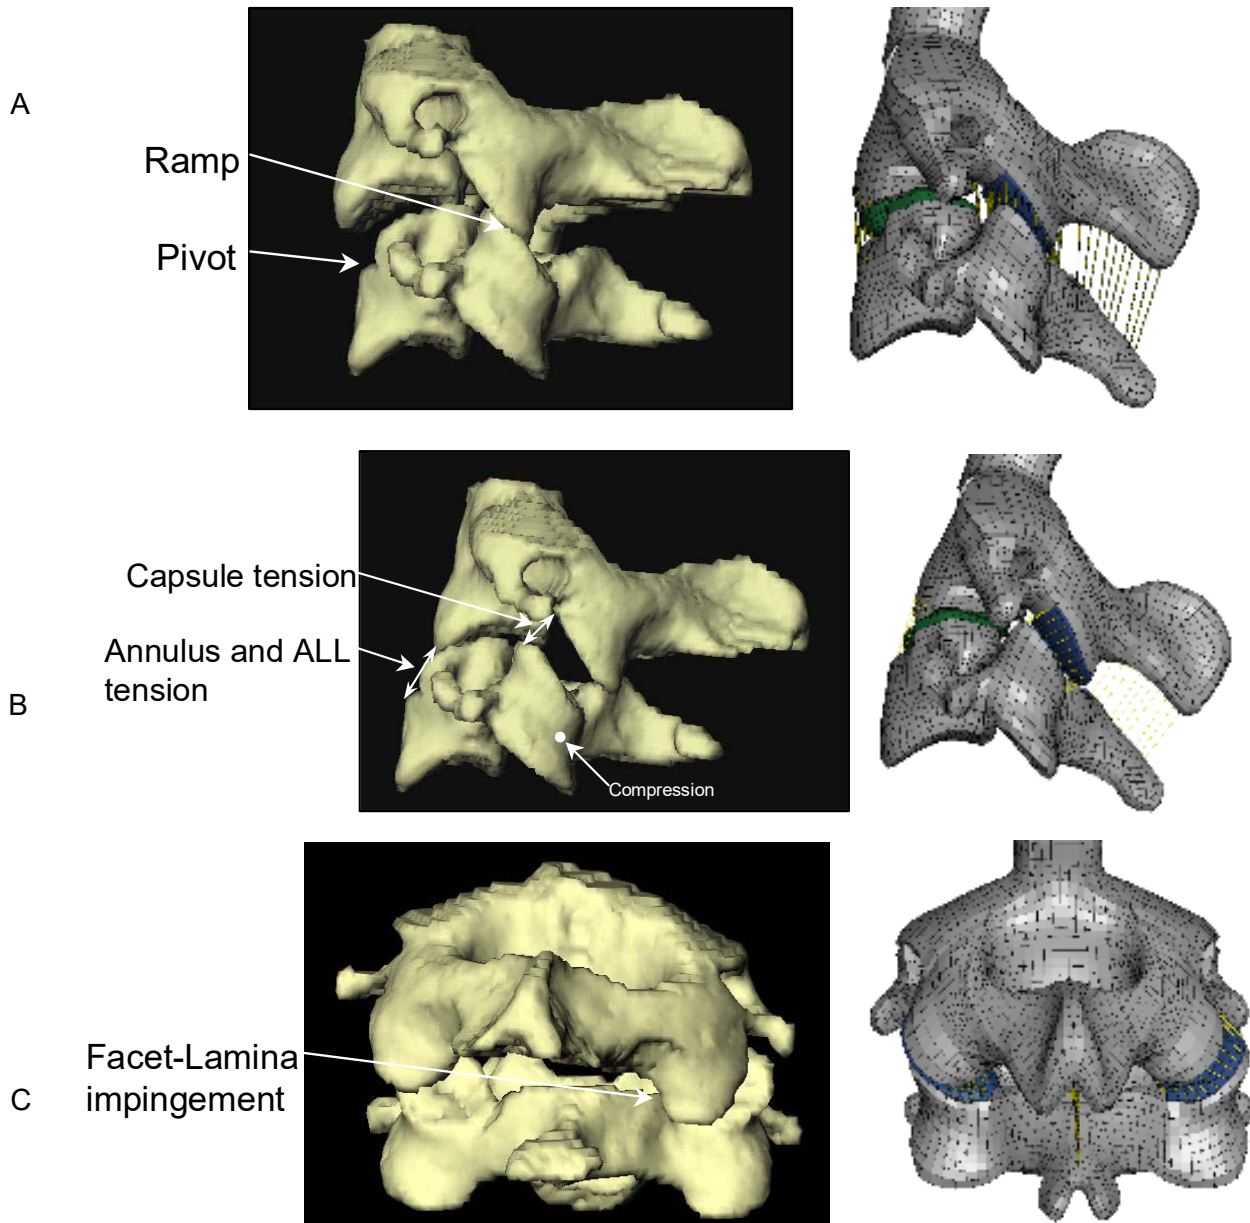 A
Ramp
Pivot
Capsule tension
Annulus and ALL
tension
B
Compression
Facet-Lamina
impingement
C